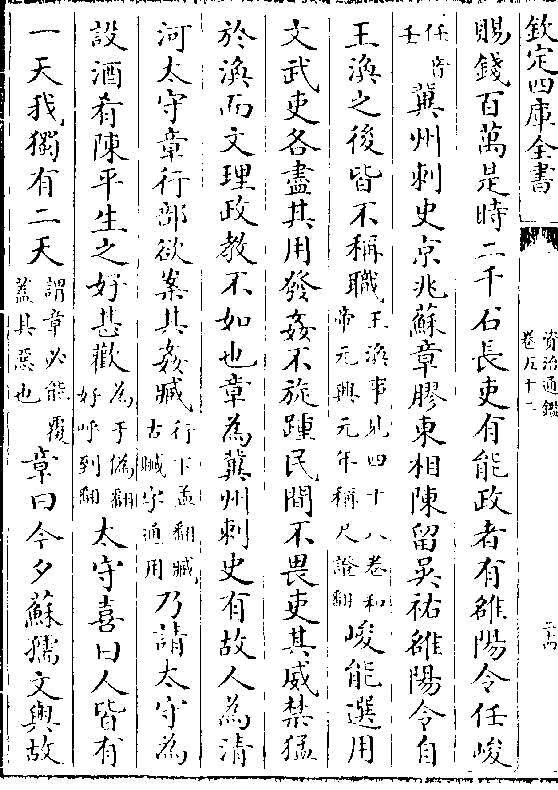 欽定四庫全書
資治通鑑
卷五十二
賜錢百萬是時二千石長吏有能政者有雒陽令任峻
任音
壬
冀州刺史京兆蘇章膠東相陳留吳祐雒陽令自
王渙之後皆不稱職
王渙事見四十八卷和
帝元興元年稱尺證翻
峻能選用
文武吏各盡其用發姦不旋踵民間不畏吏其威禁猛
於渙而文理政教不如也章為冀州刺史有故人為清
河太守章行部欲案其姦臧
行下孟翻臧
古贓字通用
乃請太守為
設酒肴陳平生之好甚歡
為于偽翻
好呼到翻
太守喜曰人皆有
一天我獨有二天
謂章必能覆
蓋其惡也
章曰今夕蘇孺文與故